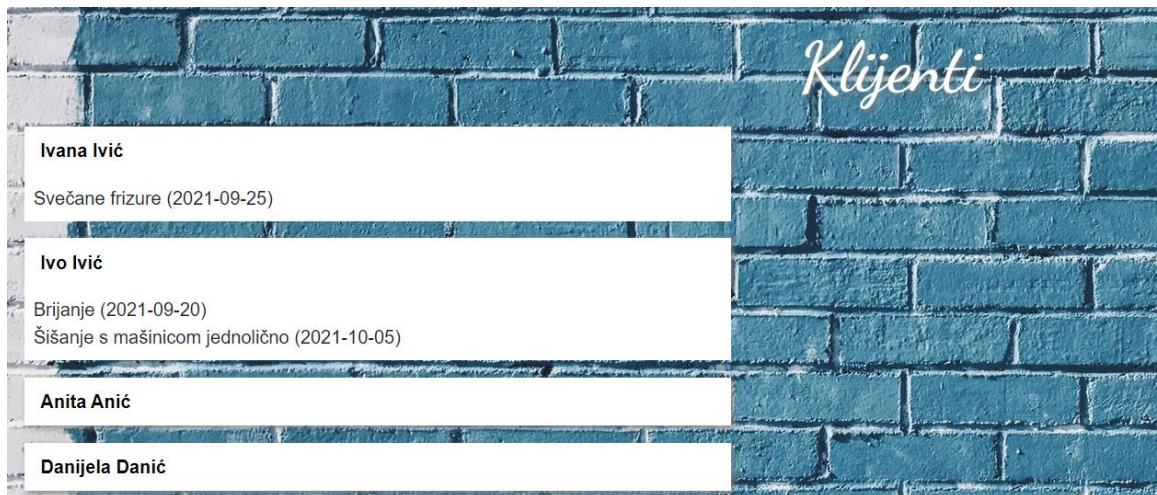 Klijenti
Ivana Ivić
Svečane frizure (2021-09-25)
Ivo Ivić
Brijanje (2021-09-20)
Šišanje s mašinicom jednolično (2021-10-05)
Anita Anić
Danijela Danić